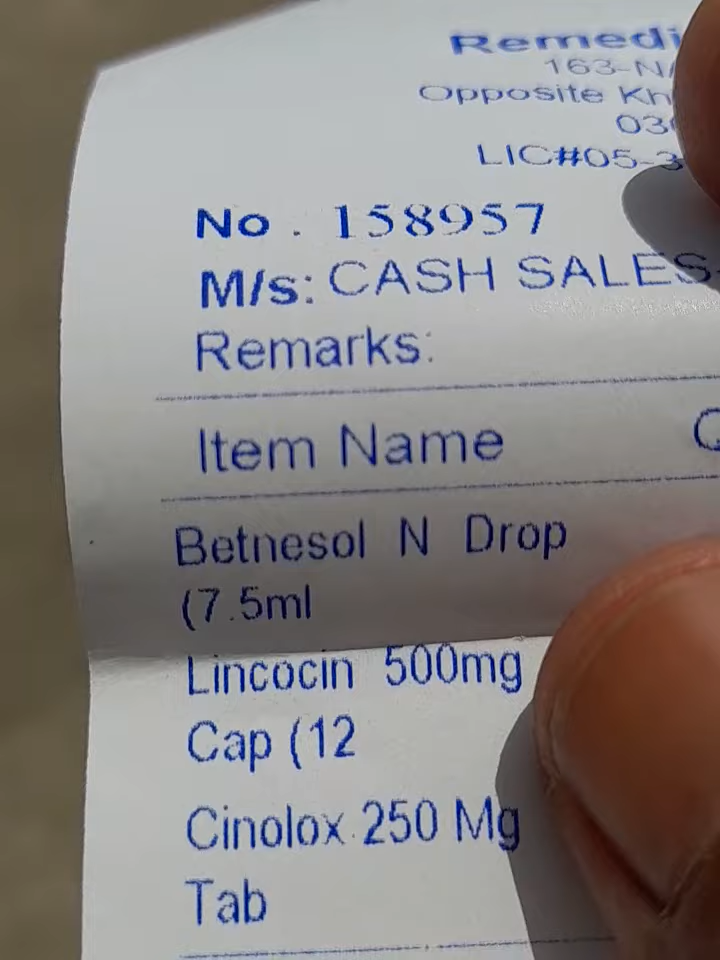 Remedi
163-N/
Opposite Kh
03
LIC#05-3
No . 158957
M/s: CASH SALES
Remarks:
Item Name
Betnesol N Drop
(7.5ml
Lincocin 500mg
Cap (12
Cinolox 250 Mg
Tab